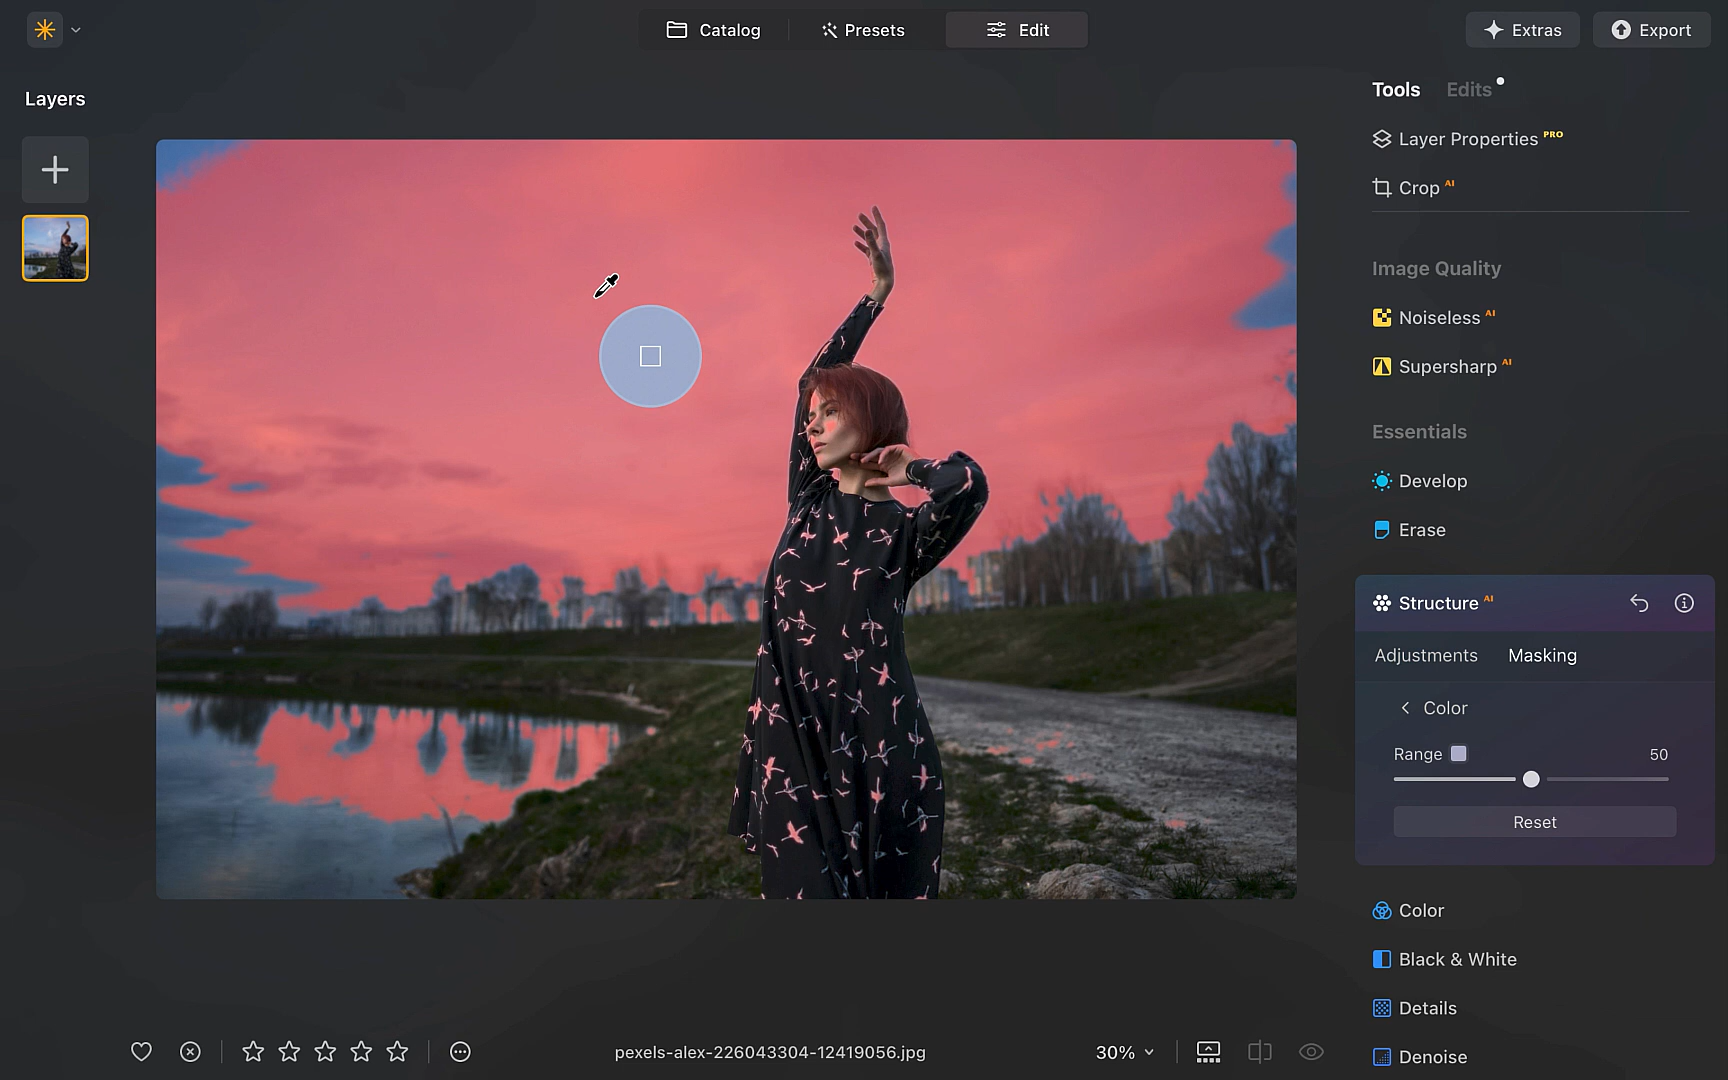 Catalog
Presets
Edit
Extras
Export
Layers
Tools
Edits
Layer Properties PRO
Crop AI
Image Quality
Noiseless AI
Supersharp AI
Essentials
Develop
Erase
Structure AI
Adjustments
Masking
Color
Range
50
Reset
Color
Black & White
Details
Denoise
pexels-alex-226043304-12419056.jpg
30%